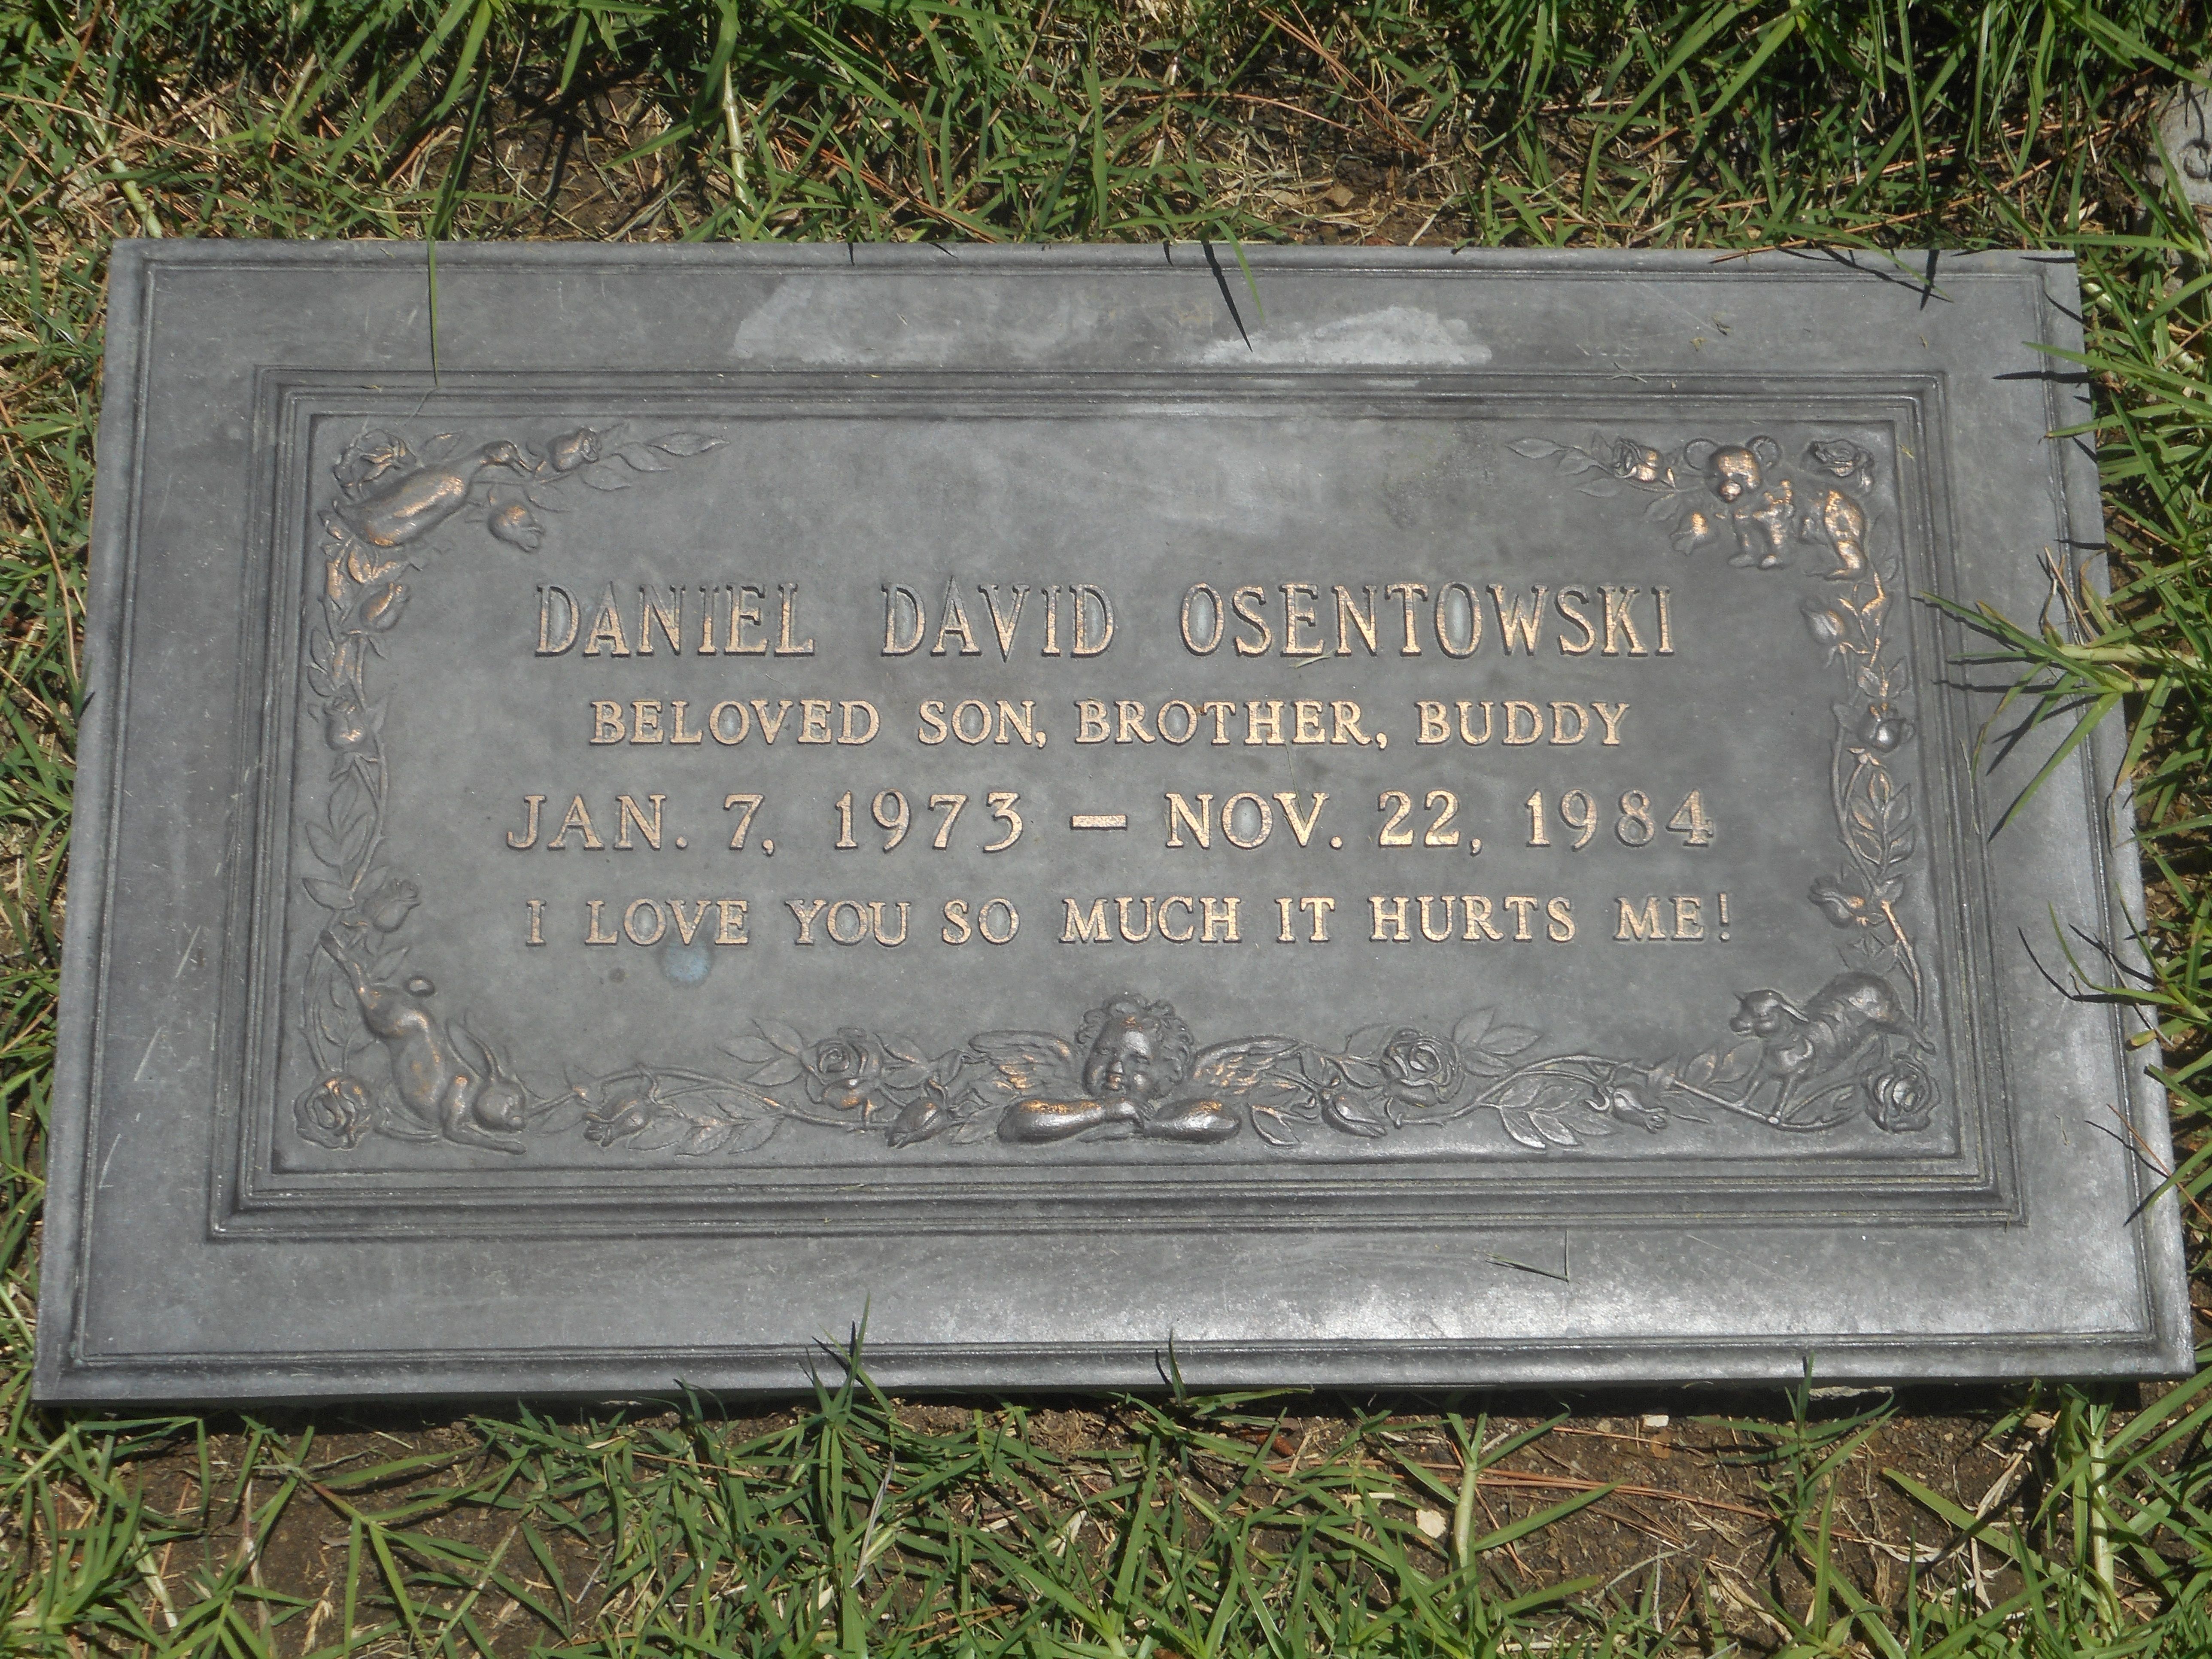 DANIEL DAVID OSENTOWSKI
BELOVED SON, BROTHER, BUDDY
JAN. 7, 1973 — NOV. 22, 1984
I LOVE YOU SO MUCH IT HURTS ME!